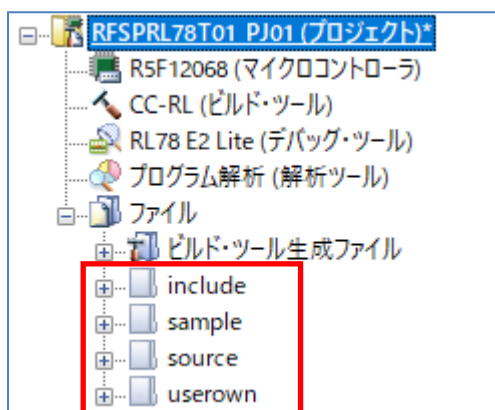 RFSPRL78T01_PJ01 (プロジェクト)*
R5F12068 (マイクロコントローラ)
CC-RL (ビルド・ツール)
RL78 E2 Lite (デバッグ・ツール)
プログラム解析 (解析ツール)
ファイル
ビルド・ツール生成ファイル
include
sample
source
userown